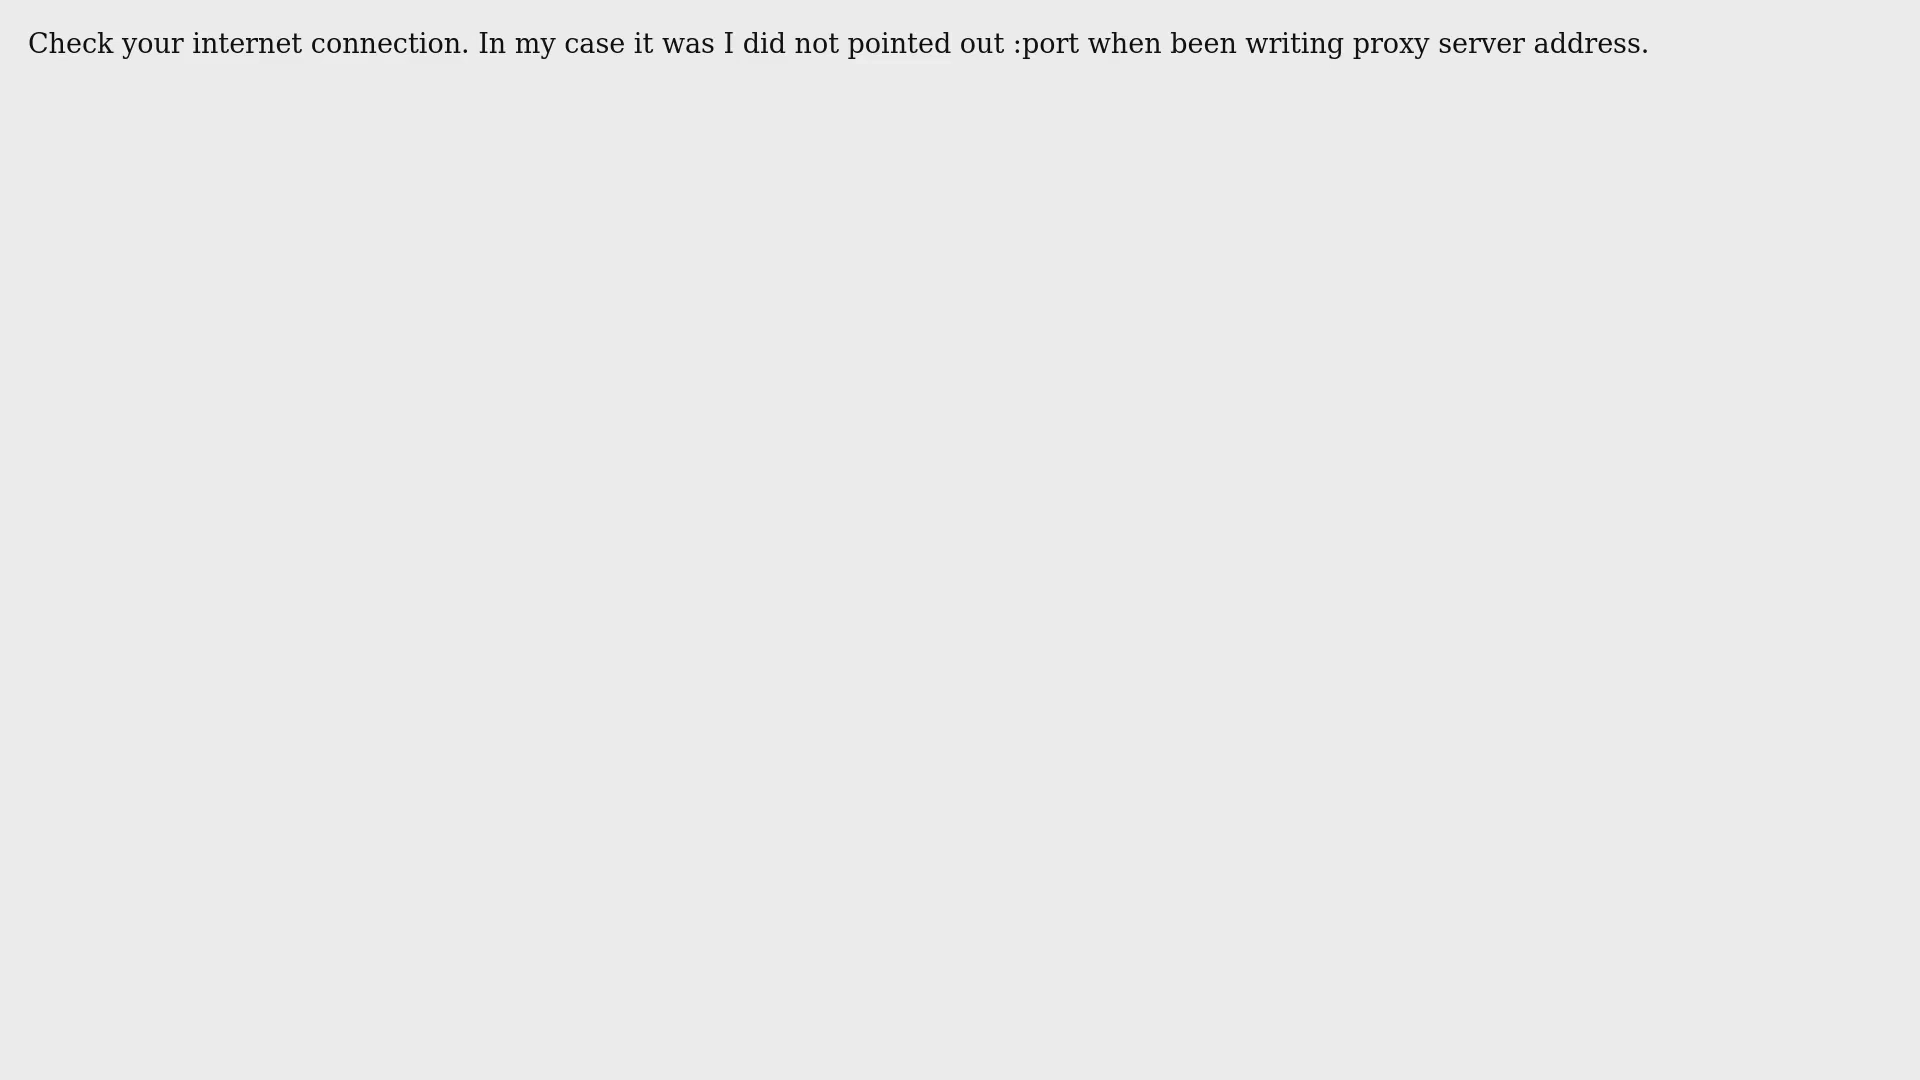 Check your internet connection. In my case it was I did not pointed out :port when been writing proxy server address.